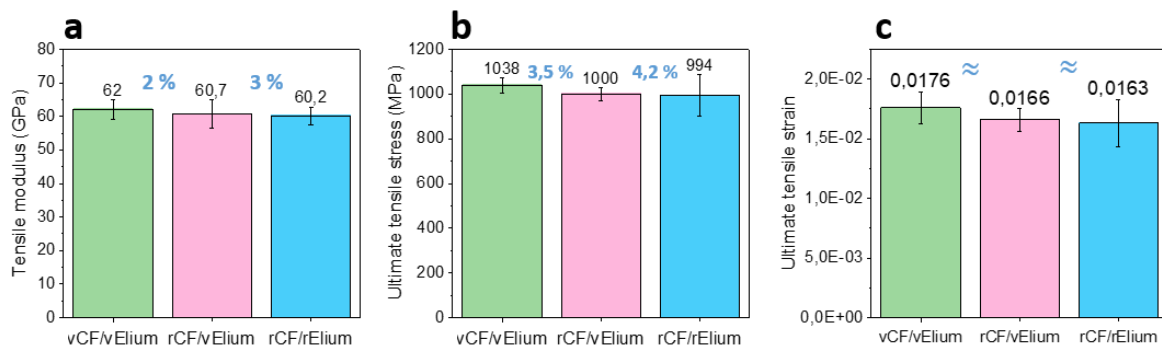 a
Tensile modulus (GPa)
80
70
60
50
40
30
20
10
0
62
2 %
60,7
3 %
60,2
vCF/vElium
rCF/vElium
rCF/rElium
b
Ultimate tensile stress (MPa)
1200
1000
800
600
400
200
0
1038
3,5 %
1000
4,2 %
994
vCF/vElium
rCF/vElium
rCF/rElium
c
Ultimate tensile strain
2,0E-02
1,5E-02
1,0E-02
5,0E-03
0,0E+00
0,0176
≈
0,0166
≈
0,0163
vCF/vElium
rCF/vElium
rCF/rElium